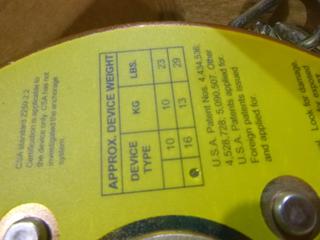 CSA Standard Z259.2.2
Certification is applicable to
the device only. CSA has not
investigated the anchorage
system.
APPROX. DEVICE WEIGHT
DEVICE TYPE KG LBS.
10 10 23
16 13 29
U.S.A. Patent Nos. 4,434,536,
4,528,728, 5,090,507. Other
U.S.A. Patents applied for.
Foreign patents issued
and applied for.
Look for damage,